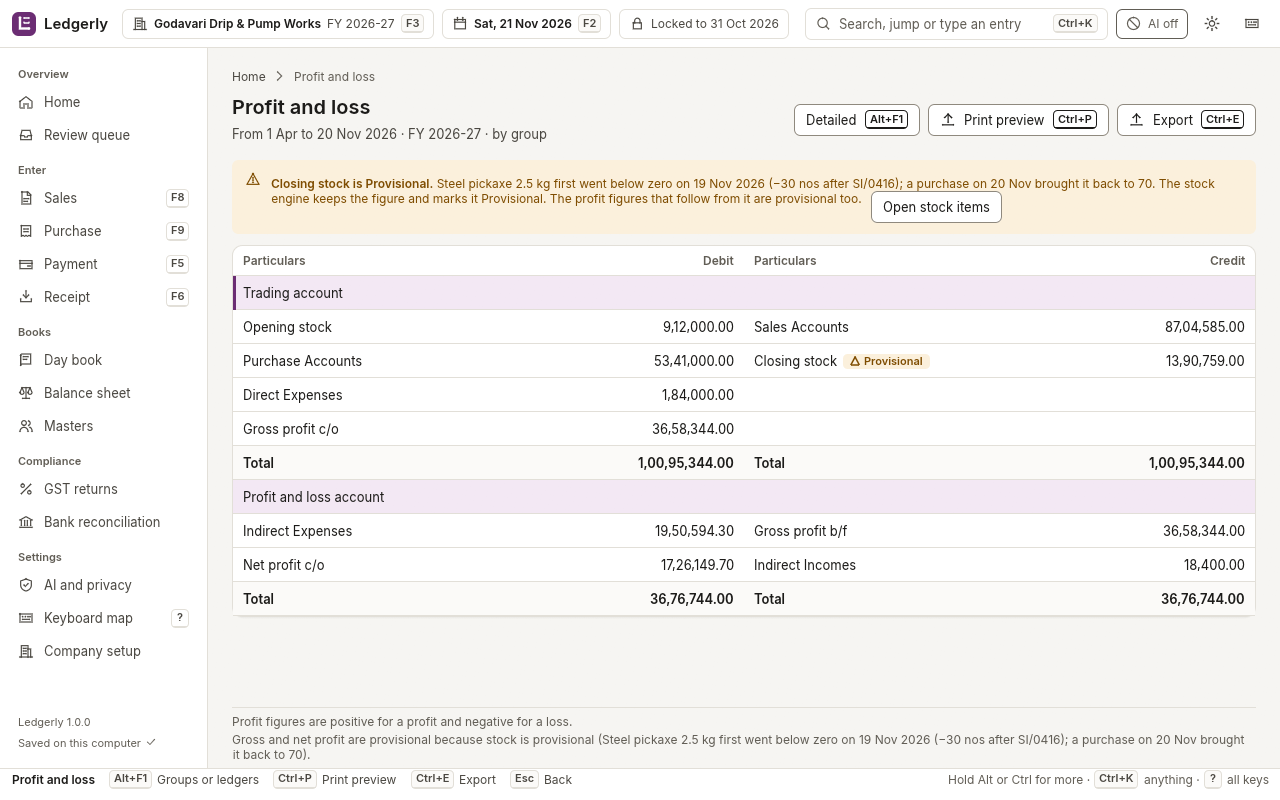 Ledgerly
Godavari Drip & Pump Works FY 2026-27 F3
Sat, 21 Nov 2026 F2
Locked to 31 Oct 2026
Search, jump or type an entry Ctrl+K
AI off
Overview
Home
Review queue
Enter
Sales F8
Purchase F9
Payment F5
Receipt F6
Books
Day book
Balance sheet
Masters
Compliance
GST returns
Bank reconciliation
Settings
AI and privacy
Keyboard map ?
Company setup
Ledgerly 1.0.0
Saved on this computer
Home Profit and loss
Profit and loss
From 1 Apr to 20 Nov 2026 · FY 2026-27 · by group
Detailed Alt+F1
Print preview Ctrl+P
Export Ctrl+E
Closing stock is Provisional. Steel pickaxe 2.5 kg first went below zero on 19 Nov 2026 (−30 nos after SI/0416); a purchase on 20 Nov brought it back to 70. The stock
engine keeps the figure and marks it Provisional. The profit figures that follow from it are provisional too. Open stock items
Particulars Debit Particulars Credit
Trading account
Opening stock 9,12,000.00 Sales Accounts 87,04,585.00
Purchase Accounts 53,41,000.00 Closing stock Provisional 13,90,759.00
Direct Expenses 1,84,000.00
Gross profit c/o 36,58,344.00
Total 1,00,95,344.00 Total 1,00,95,344.00
Profit and loss account
Indirect Expenses 19,50,594.30 Gross profit b/f 36,58,344.00
Net profit c/o 17,26,149.70 Indirect Incomes 18,400.00
Total 36,76,744.00 Total 36,76,744.00
Profit figures are positive for a profit and negative for a loss.
Gross and net profit are provisional because stock is provisional (Steel pickaxe 2.5 kg first went below zero on 19 Nov 2026 (−30 nos after SI/0416); a purchase on 20 Nov brought
it back to 70).
Profit and loss Alt+F1 Groups or ledgers Ctrl+P Print preview Ctrl+E Export Esc Back
Hold Alt or Ctrl for more · Ctrl+K anything · ? all keys